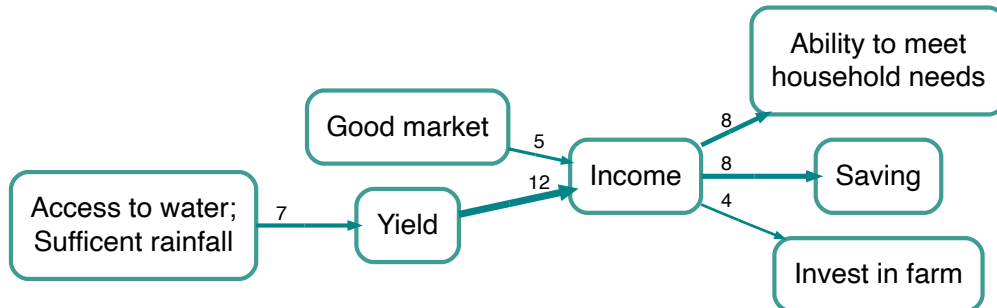 Ability to meet
household needs
8
Good market
5
Income
8
Saving
12
Access to water;
Sufficent rainfall
7
Yield
4
Invest in farm